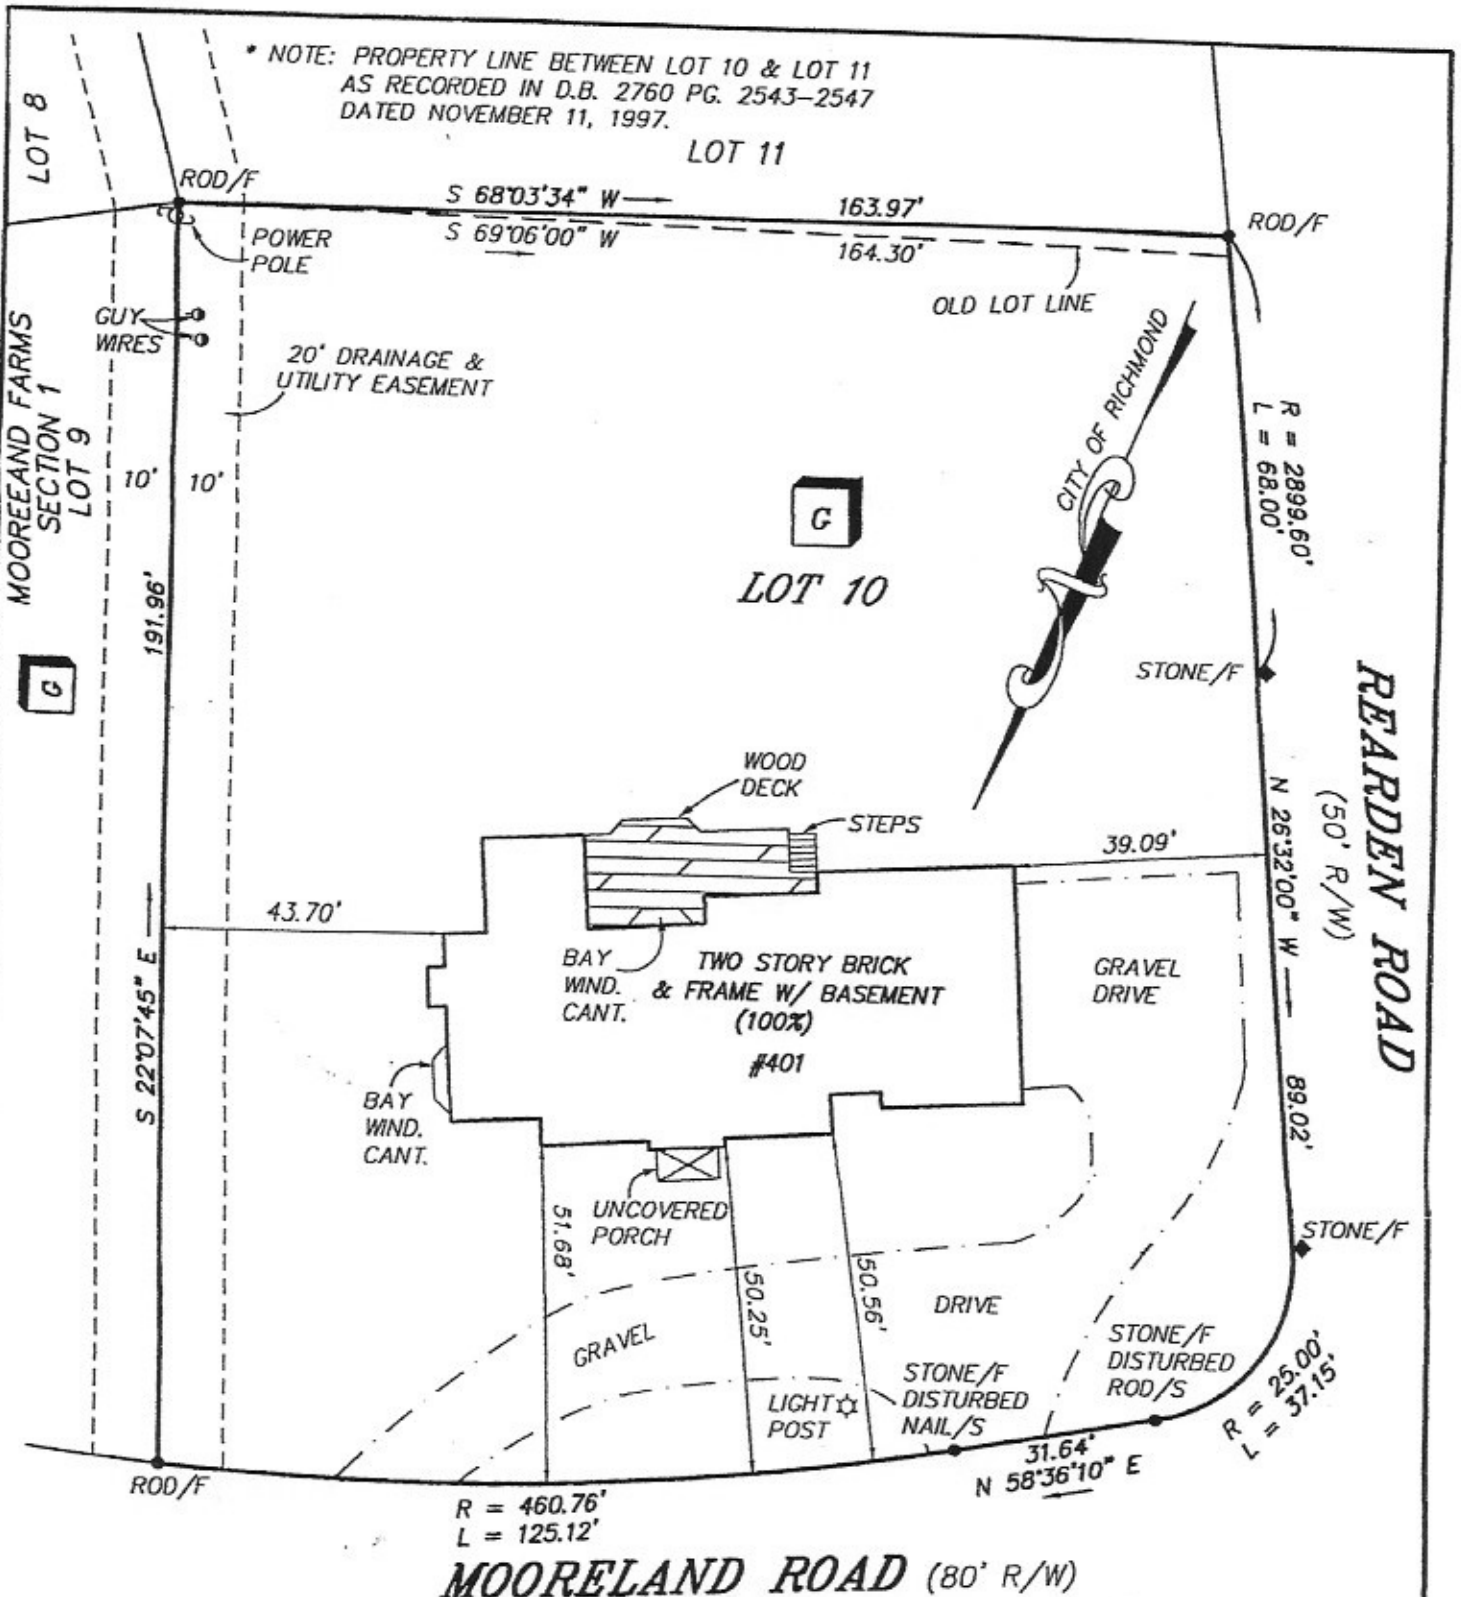 * NOTE: PROPERTY LINE BETWEEN LOT 10 & LOT 11
AS RECORDED IN D.B. 2760 PG. 2543-2547
DATED NOVEMBER 11, 1997.
LOT 8
LOT 11
ROD/F
S 68°03'34" W
163.97'
S 69°06'00" W
164.30'
ROD/F
POWER
POLE
OLD LOT LINE
GUY
WIRES
20' DRAINAGE &
UTILITY EASEMENT
MOOREEAND FARMS
SECTION 1
LOT 9
10'
10'
G
LOT 10
CITY OF RICHMOND
R = 2899.60'
L = 68.00'
191.96'
G
STONE/F
REARDEN ROAD
(50' R/W)
WOOD
DECK
STEPS
39.09'
N 26°32'00" W
89.02'
43.70'
S 22°07'45" E
BAY
WIND.
CANT.
TWO STORY BRICK
& FRAME W/ BASEMENT
(100%)
#401
GRAVEL
DRIVE
BAY
WIND.
CANT.
UNCOVERED
PORCH
51.68'
50.25'
50.56'
STONE/F
DRIVE
GRAVEL
STONE/F
DISTURBED
ROD/S
STONE/F
DISTURBED
NAIL/S
LIGHT
POST
R = 25.00'
L = 37.15'
31.64'
N 58°36'10" E
ROD/F
R = 460.76'
L = 125.12'
MOORELAND ROAD (80' R/W)